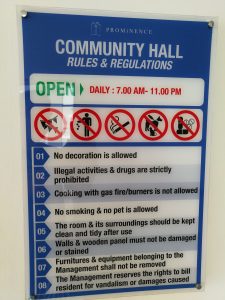 PROMINENCE
COMMUNITY HALL
RULES & REGULATIONS
OPEN DAILY : 7.00 AM- 11.00 PM
01 No decoration is allowed
02 Illegal activities & drugs are strictly
prohibited
03 Cooking with gas fire/burners is not allowed
04 No smoking & no pet is allowed
05 The room & its surroundings should be kept
clean and tidy after use
06 Walls & wooden panel must not be damaged
or stained
07 Furnitures & equipment belonging to the
Management shall not be removed
08 The Management reserves the rights to bill
resident for vandalism or damages caused